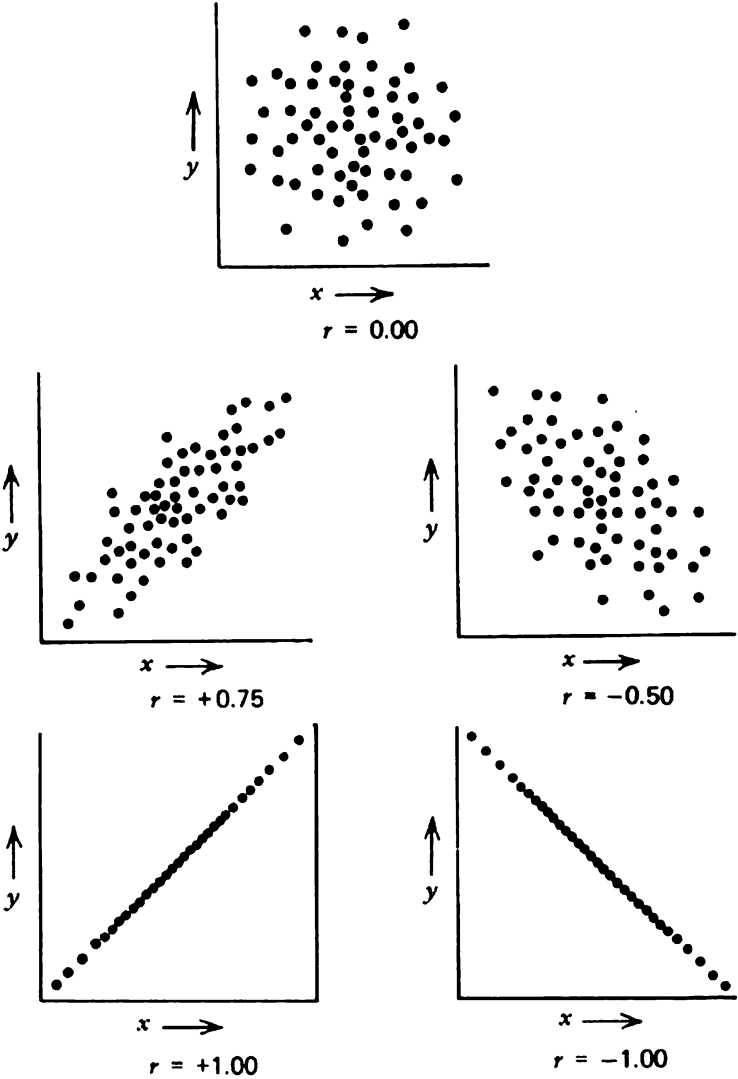 y
x →
r = 0.00
y
x →
r = +0.75
y
x →
r = −0.50
y
x →
r = +1.00
y
x →
r = −1.00